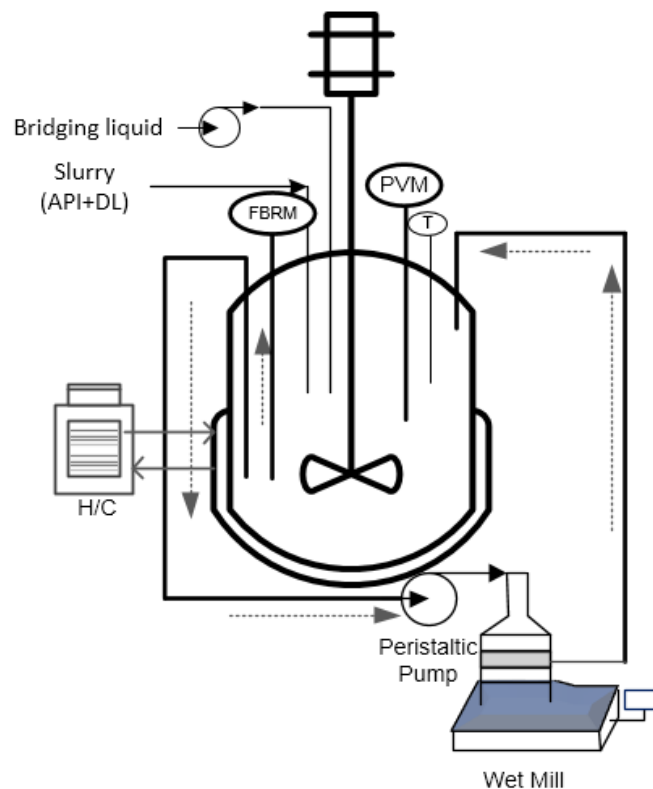 Bridging liquid
Slurry
(API+DL)
FBRM
PVM
T
H/C
Peristaltic
Pump
Wet Mill